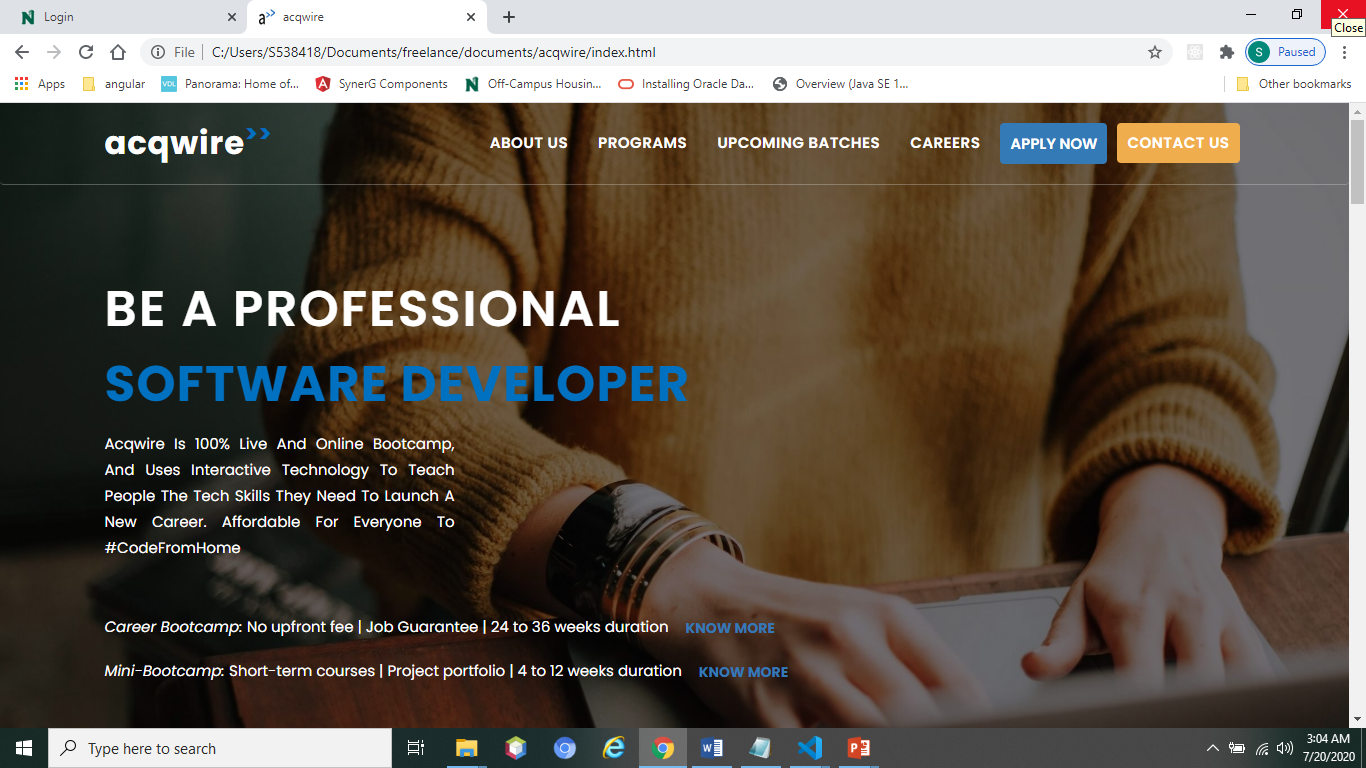 Login
a>> acqwire
Close
File C:/Users/S538418/Documents/freelance/documents/acqwire/index.html
S Paused
Apps angular VDL Panorama: Home of... SynerG Components N Off-Campus Housin... Installing Oracle Da... Overview (Java SE 1... Other bookmarks
acqwire>> ABOUT US PROGRAMS UPCOMING BATCHES CAREERS APPLY NOW CONTACT US
BE A PROFESSIONAL
SOFTWARE DEVELOPER
Acqwire Is 100% Live And Online Bootcamp,
And Uses Interactive Technology To Teach
People The Tech Skills They Need To Launch A
New Career. Affordable For Everyone To
#CodeFromHome
Career Bootcamp: No upfront fee | Job Guarantee | 24 to 36 weeks duration KNOW MORE
Mini-Bootcamp: Short-term courses | Project portfolio | 4 to 12 weeks duration KNOW MORE
Type here to search
3:04 AM
7/20/2020